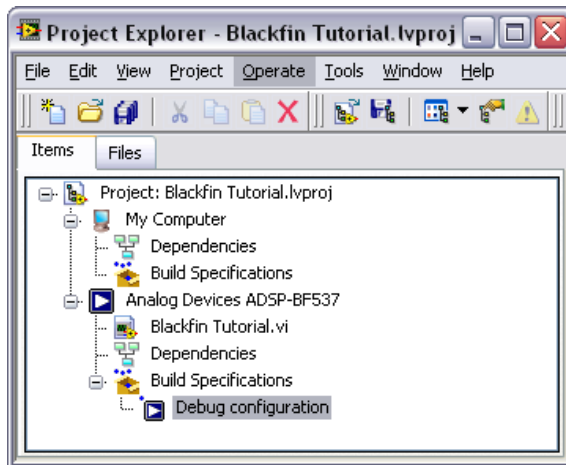 Project Explorer - Blackfin Tutorial.lvproj
File Edit View Project Operate Tools Window Help
Items Files
Project: Blackfin Tutorial.lvproj
My Computer
Dependencies
Build Specifications
Analog Devices ADSP-BF537
Blackfin Tutorial.vi
Dependencies
Build Specifications
Debug configuration